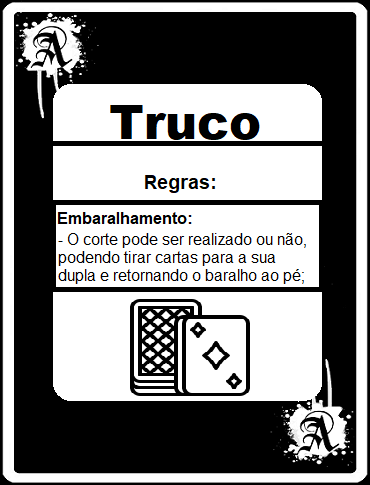 A
Truco
Regras:
Embaralhamento:
- O corte pode ser realizado ou não,
podendo tirar cartas para a sua
dupla e retornando o baralho ao pé;
A